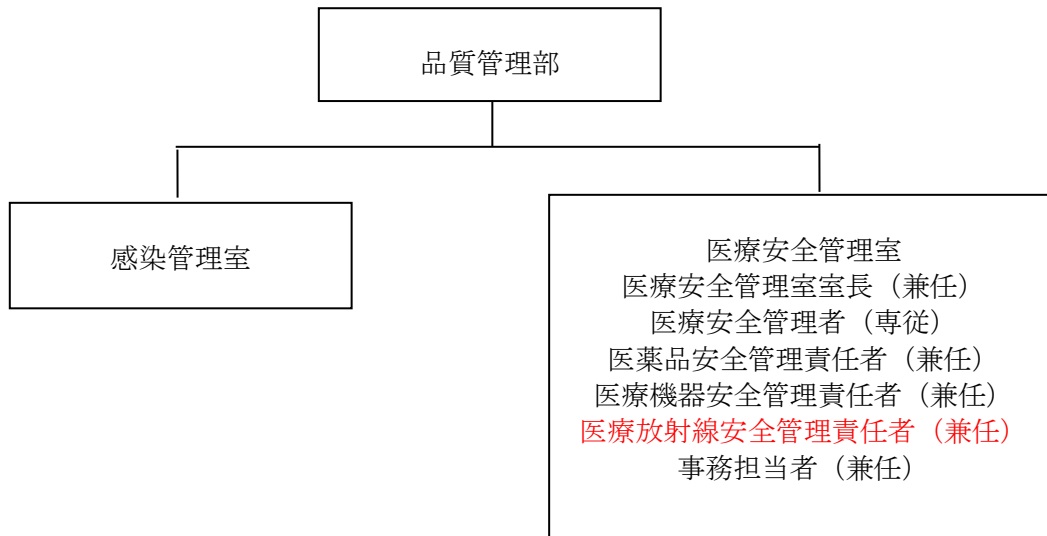 品質管理部
感染管理室
医療安全管理室
医療安全管理室室長（兼任）
医療安全管理者（専従）
医薬品安全管理責任者（兼任）
医療機器安全管理責任者（兼任）
医療放射線安全管理責任者（兼任）
事務担当者（兼任）